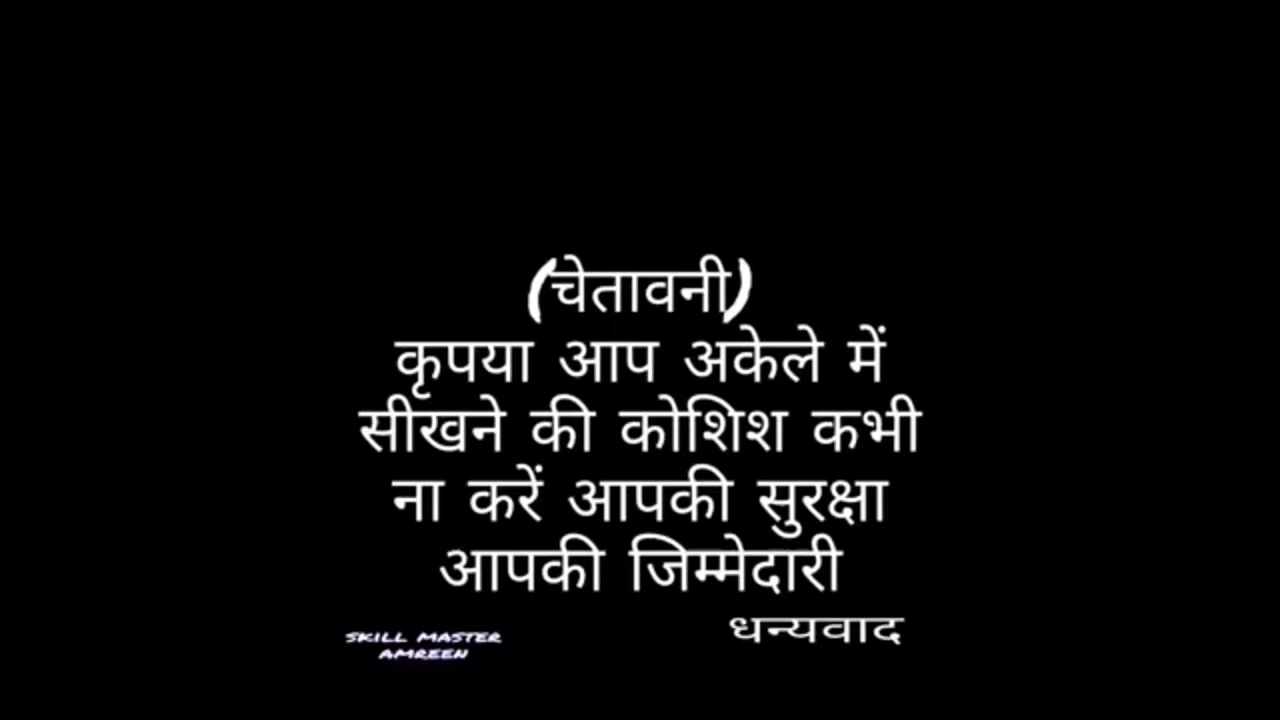 (चेतावनी)
कृपया आप अकेले में
सीखने की कोशिश कभी
ना करें आपकी सुरक्षा
आपकी जिम्मेदारी
धन्यवाद
SKILL MASTER
AMREEN